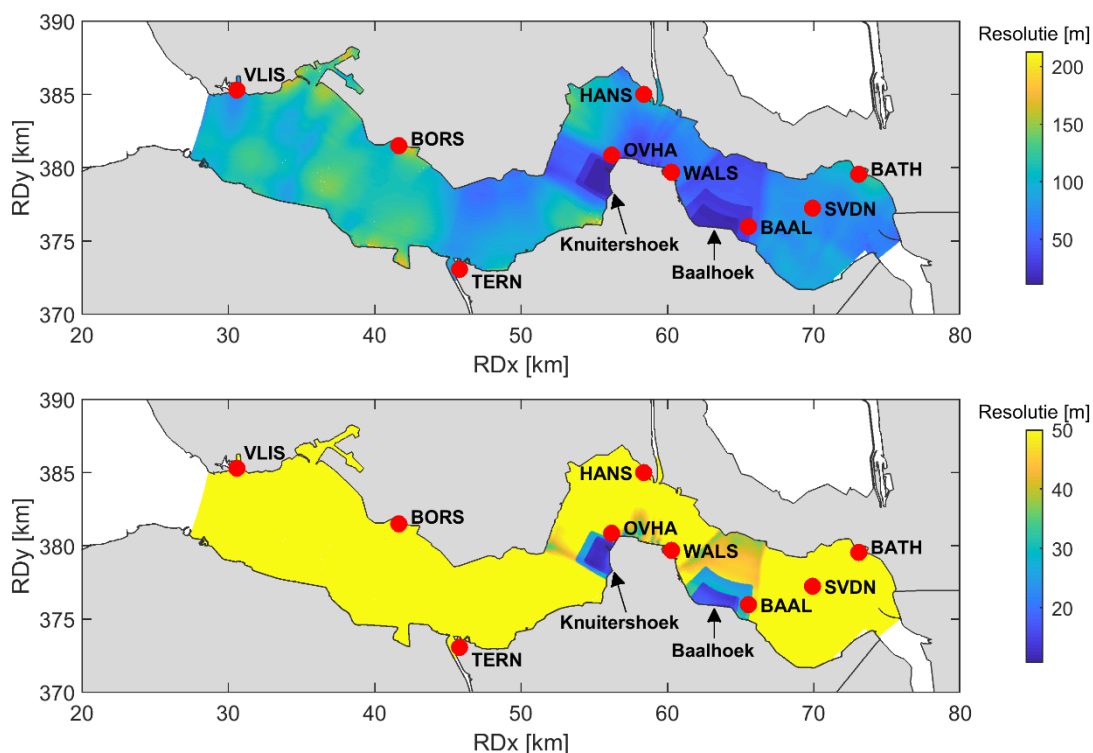 390
385
380
375
370
RDy [km]
20
30
40
50
60
70
80
RDx [km]
VLIS
BORS
TERN
HANS
OVHA
WALS
BATH
SVDN
BAAL
Knuitershoek
Baalhoek
Resolutie [m]
200
150
100
50
390
385
380
375
370
RDy [km]
20
30
40
50
60
70
80
RDx [km]
VLIS
BORS
TERN
HANS
OVHA
WALS
BATH
SVDN
BAAL
Knuitershoek
Baalhoek
Resolutie [m]
50
40
30
20